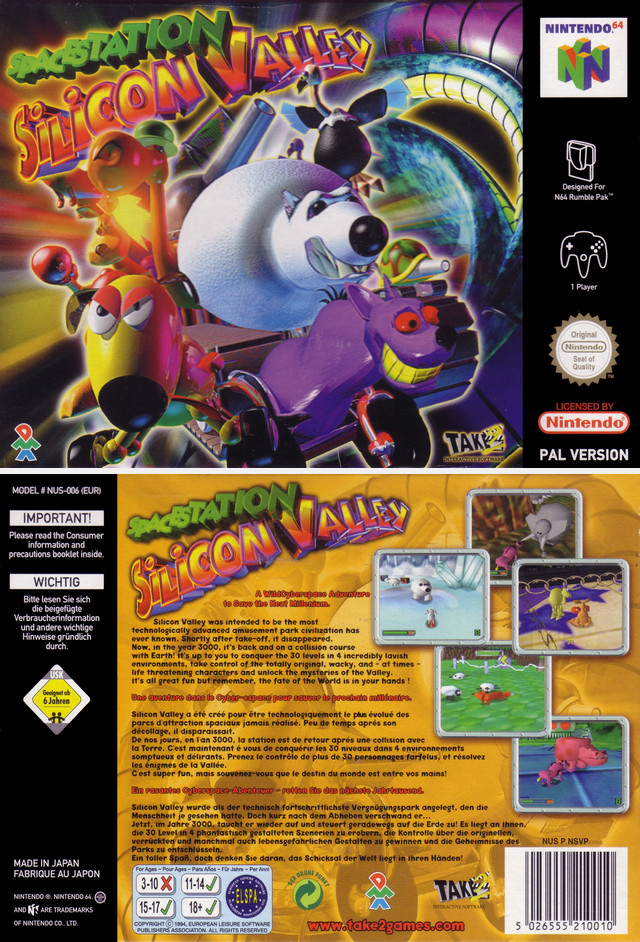 SPACESTATION
SiLiCON VALLEY
NINTENDO 64
Designed For
N64 Rumble Pak™
1 Player
Original
Nintendo
Seal of
Quality
TM
LICENSED BY
Nintendo
PAL VERSION
TAKE 2
INTERACTIVE SOFTWARE
MODEL # NUS-006 (EUR)
IMPORTANT!
Please read the Consumer
information and
precautions booklet inside.
WICHTIG
Bitte lesen Sie sich
die beigefügte
Verbraucherinformation
und andere wichtige
Hinweise gründlich
durch.
USK
Geeignet ab
6 Jahren
MADE IN JAPAN
FABRIQUE AU JAPON
NINTENDO ®, NINTENDO 64,
AND ARE TRADEMARKS
OF NINTENDO CO., LTD.
SPACESTATION
SiLiCON VALLEY
A WildCyberspace Adventure
to Save the Next Millenium.
Silicon Valley was intended to be the most
technologically advanced amusement park civilization has
ever known. Shortly after take-off, it disappeared.
Now, in the year 3000, it's back and on a collision course
with Earth! It's up to you to conquer the 30 levels in 4 incredibly lavish
environments, take control of the totally original, wacky, and - at times -
life threatening characters and unlock the mysteries of the Valley.
It's all great fun but remember, the fate of the World is in your hands !
Une aventure dans le Cyber-espace pour sauver le prochain millénaire.
Silicon Valley a été créé pour être technologiquement le plus évolué des
parcs d'attraction spaciaux jamais réalisé. Peu de temps après son
décollage, il disparaissait.
De nos jours, en l'an 3000, la station est de retour après une collision avec
la Terre. C'est maintenant é vous de conquérir les 30 niveaux dans 4 environnements
somptueux et délirants. Prenez le contrôle de plus de 30 personnages farfelus, et résolvez
les énigmes de la Vallée.
C'est super fun, mais souvenez-vous que le destin du monde est entre vos mains!
Ein rasantes Cyberspace-Abenteuer - retten Sie das nächste Jahrtausend.
Silicon Valley wurde als der technisch fortschriftlichste Vergnügungspark angelegt, den die
Menschheit je gesehen hatte. Doch kurz nach dem Abheben verschwand er...
Jetzt, im Jahre 3000, taucht er wieder auf und steuert geradewegs auf die Erde zu! Es liegt an ihnen,
die 30 Level in 4 phantastisch gestalteten Szenerien zu erobern, die Kontrolle über die originellen,
verrückten und manchmal auch lebensgefährlichen Gestalten zu gewinnen und die Geheimnisse des
Parks zu entschlüsseln.
Ein toller Spaß, doch denken Sie daran, das Schicksal der Welt liegt in ihren Händen!
For Ages - Pour Ages - Für Jahre - Para Años - Per Anni
3-10
11-14
15-17
18+
ELSPA
COPYRIGHT © 1994, EUROPEAN LEISURE SOFTWARE
PUBLISHERS ASSOCIATION. ALL RIGHTS RESERVED
DER GRÜNE PUNKT
www.take2games.com
TAKE 2
INTERACTIVE SOFTWARE
NUS P NSVP
5 026555 210010